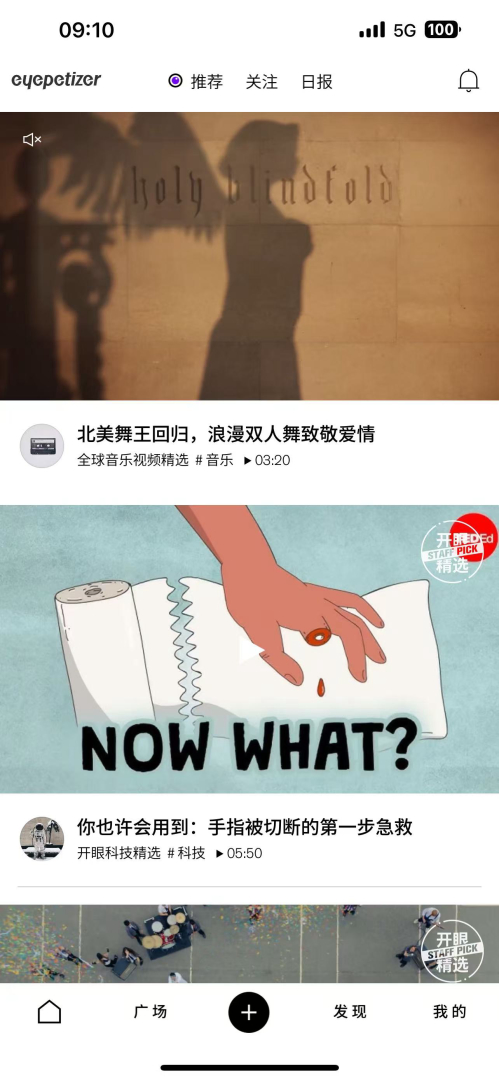 09:10
5G 100
eyepetizer 推荐 关注 日报
holy blindfold
北美舞王回归，浪漫双人舞致敬爱情
全球音乐视频精选 #音乐 03:20
开眼
STAFF PICK
精选
NOW WHAT?
你也许会用到：手指被切断的第一步急救
开眼科技精选 #科技 05:50
开眼
STAFF PICK
精选
广场 发现 我的